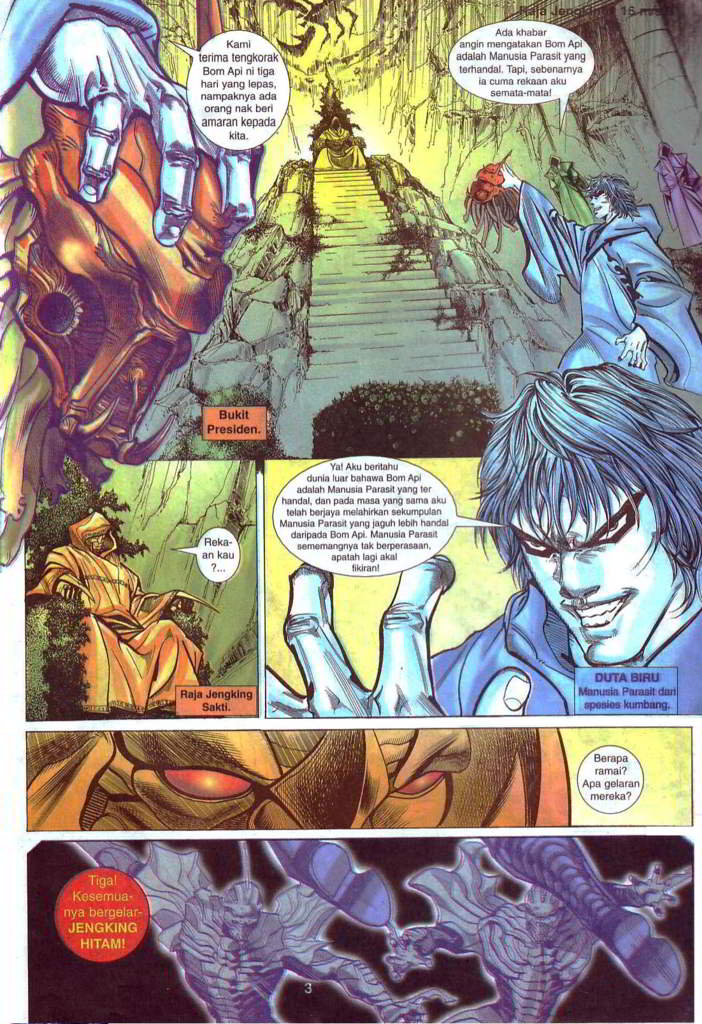 Raja Jengking
Kami
terima tengkorak
Bom Api ni tiga
hari yang lepas,
nampaknya ada
orang nak beri
amaran kepada
kita.
Ada khabar
angin mengatakan Bom Api
adalah Manusia Parasit yang
terhandal. Tapi, sebenarnya
ia cuma rekaan aku
semata-mata!
Bukit
Presiden.
Reka-
an kau
?...
Raja Jengking
Sakti.
Ya! Aku beritahu
dunia luar bahawa Bom Api
adalah Manusia Parasit yang ter
handal, dan pada masa yang sama aku
telah berjaya melahirkan sekumpulan
Manusia Parasit yang jaguh lebih handal
daripada Bom Api. Manusia Parasit
sememangnya tak berperasaan,
apatah lagi akal
fikiran!
DUTA BIRU
Manusia Parasit dari
spesies kumbang.
Berapa
ramai?
Apa gelaran
mereka?
Tiga!
Kesemua-
nya bergelar-
JENGKING
HITAM!
3